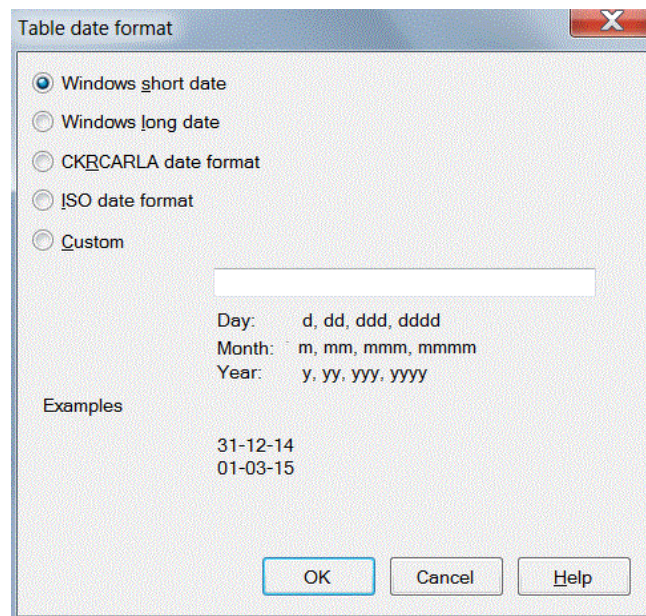 Table date format
Windows short date
Windows long date
CKRCARLA date format
ISO date format
Custom
Day: d, dd, ddd, dddd
Month: m, mm, mmm, mmmm
Year: y, yy, yyy, yyyy
Examples
31-12-14
01-03-15
OK Cancel Help